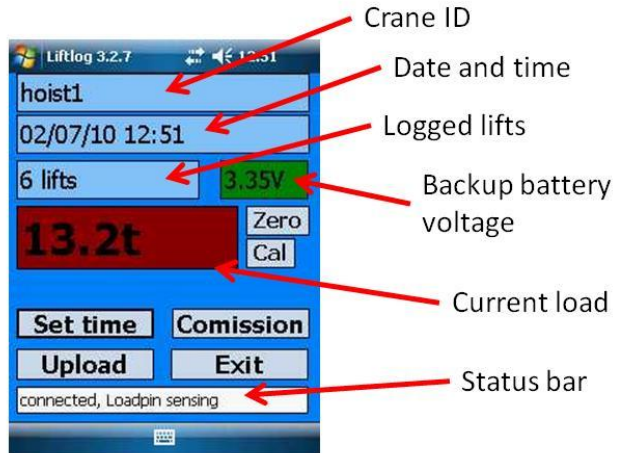 Crane ID
Liftlog 3.2.7 12:51
hoist1
Date and time
02/07/10 12:51
Logged lifts
6 lifts
3.35V
Backup battery
voltage
13.2t
Zero
Cal
Current load
Set time
Comission
Upload
Exit
Status bar
connected, Loadpin sensing